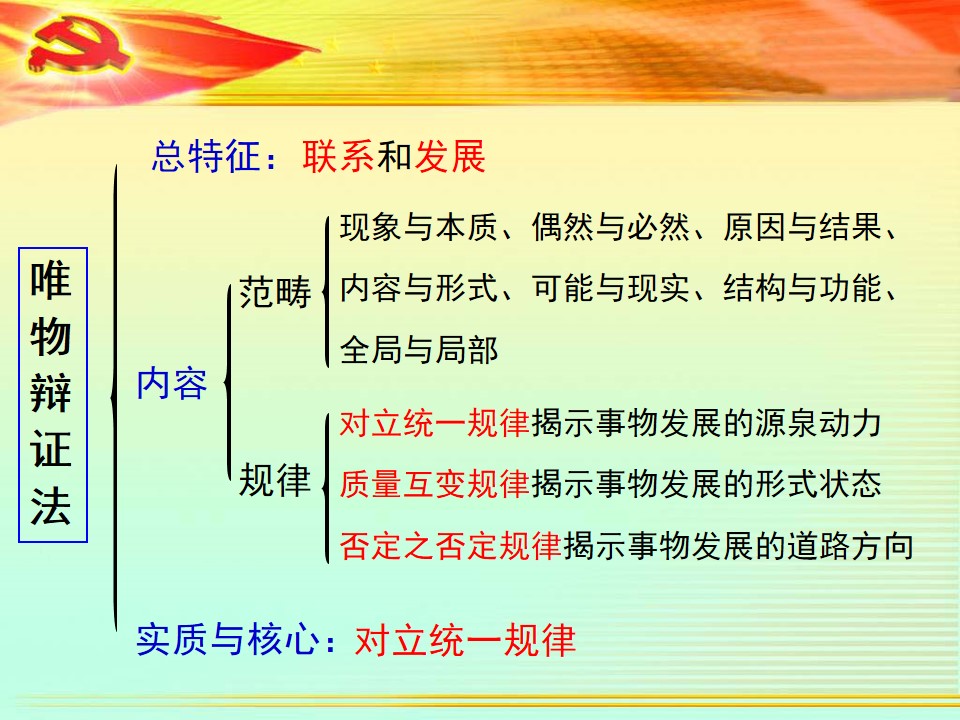 唯物辩证法
总特征：联系和发展
内容
范畴
现象与本质、偶然与必然、原因与结果、
内容与形式、可能与现实、结构与功能、
全局与局部
规律
对立统一规律揭示事物发展的源泉动力
质量互变规律揭示事物发展的形式状态
否定之否定规律揭示事物发展的道路方向
实质与核心：对立统一规律